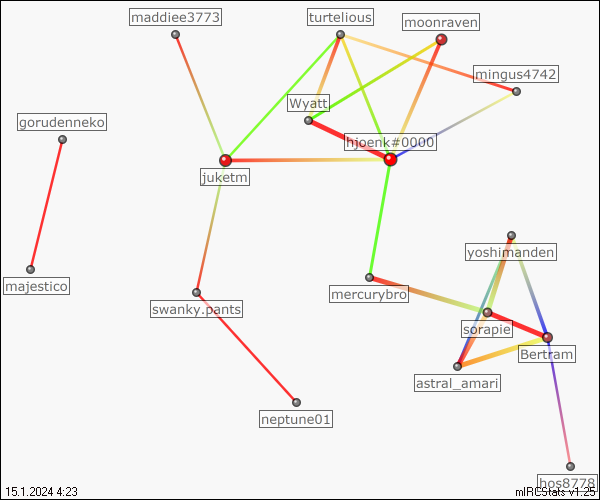 maddiee3773
turtelious
moonraven
mingus4742
Wyatt
gorudenneko
hjoenk#0000
juketm
yoshimanden
majestico
mercurybro
swanky.pants
sorapie
Bertram
astral_amari
neptune01
hos8778
15.1.2024 4:23
mIRCStats v1.25